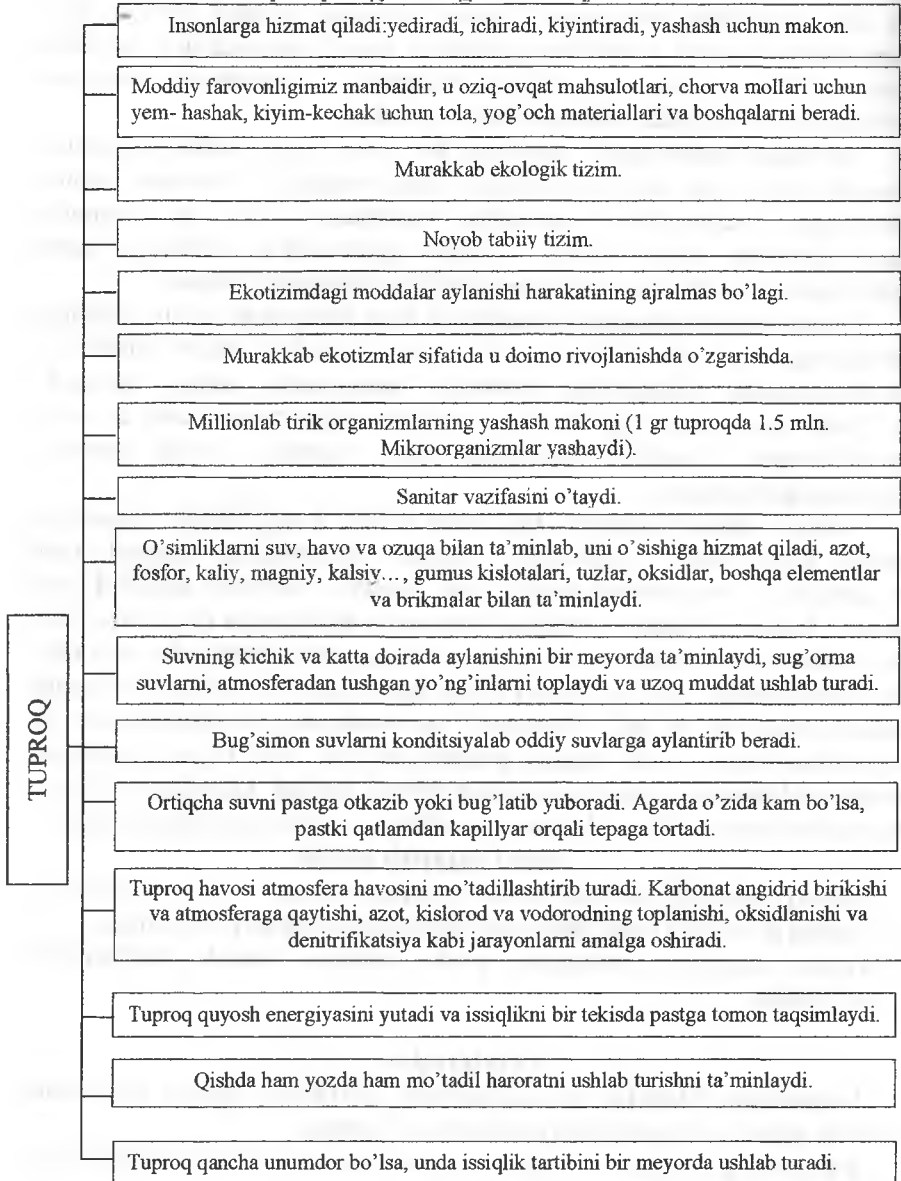 Insonlarga hizmat qiladi:yediradi, ichiradi, kiyintiradi, yashash uchun makon.
Moddiy farovonligimiz manbaidir, u oziq-ovqat mahsulotlari, chorva mollari uchun
yem- hashak, kiyim-kechak uchun tola, yog'och materiallari va boshqalarni beradi.
Murakkab ekologik tizim.
Noyob tabiiy tizim.
Ekotizimdagi moddalar aylanishi harakatining ajralmas bo'lagi.
Murakkab ekotizmlar sifatida u doimo rivojlanishda o'zgarishda.
Millionlab tirik organizmlarning yashash makoni (1 gr tuproqda 1.5 mln.
Mikroorganizmlar yashaydi).
Sanitar vazifasini o'taydi.
O'simliklarni suv, havo va ozuqa bilan ta'minlab, uni o'sishiga hizmat qiladi, azot,
fosfor, kaliy, magniy, kalsiy..., gumus kislotalari, tuzlar, oksidlar, boshqa elementlar
va brikmalar bilan ta'minlaydi.
Suvning kichik va katta doirada aylanishini bir meyorda ta'minlaydi, sug'orma
suvlarni, atmosferadan tushgan yo'ng'inlarni toplaydi va uzoq muddat ushlab turadi.
TUPROQ
Bug'simon suvlarni konditsiyalab oddiy suvlarga aylantirib beradi.
Ortiqcha suvni pastga otkazib yoki bug'latib yuboradi. Agarda o'zida kam bo'lsa,
pastki qatlamdan kapillyar orqali tepaga tortadi.
Tuproq havosi atmosfera havosini mo'tadillashtirib turadi. Karbonat angidrid birikishi
va atmosferaga qaytishi, azot, kislorod va vodorodning toplanishi, oksidlanishi va
denitrifikatsiya kabi jarayonlarni amalga oshiradi.
Tuproq quyosh energiyasini yutadi va issiqlikni bir tekisda pastga tomon taqsimlaydi.
Qishda ham yozda ham mo'tadil haroratni ushlab turishni ta'minlaydi.
Tuproq qancha unumdor bo'lsa, unda issiqlik tartibini bir meyorda ushlab turadi.